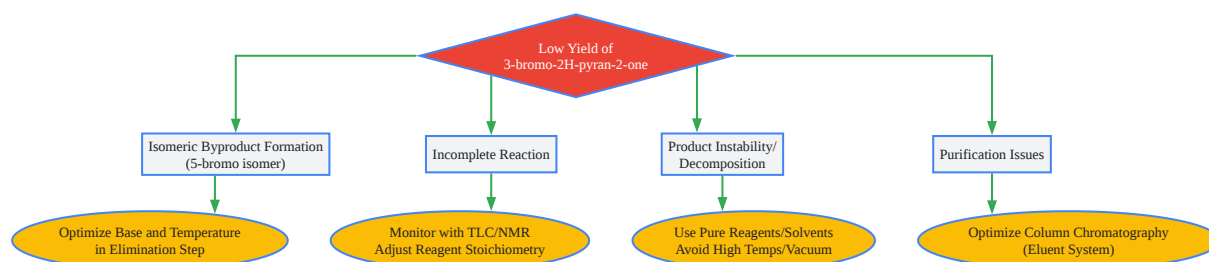 Low Yield of
3-bromo-2H-pyran-2-one
Isomeric Byproduct Formation
(5-bromo isomer)
Incomplete Reaction
Product Instability/
Decomposition
Purification Issues
Optimize Base and Temperature
in Elimination Step
Monitor with TLC/NMR
Adjust Reagent Stoichiometry
Use Pure Reagents/Solvents
Avoid High Temps/Vacuum
Optimize Column Chromatography
(Eluent System)